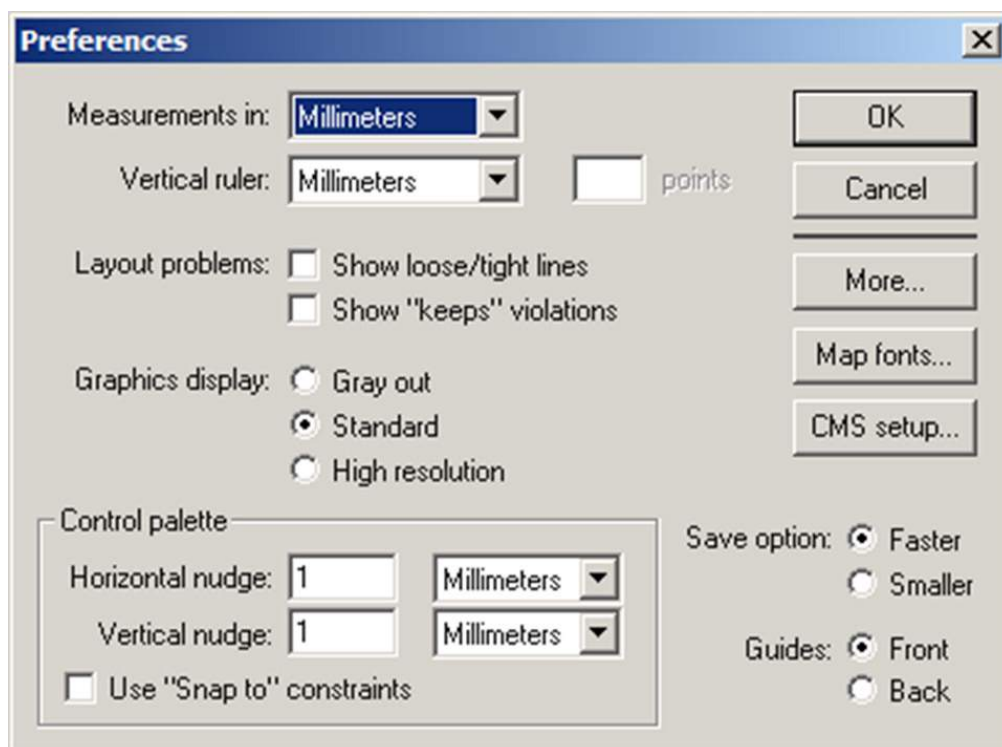 Preferences
Measurements in: Millimeters
OK
Vertical ruler: Millimeters points
Cancel
Layout problems: Show loose/tight lines
More...
Show "keeps" violations
Map fonts...
Graphics display: Gray out
Standard
CMS setup...
High resolution
Control palette
Save option: Faster
Horizontal nudge: 1 Millimeters
Smaller
Vertical nudge: 1 Millimeters
Guides: Front
Use "Snap to" constraints
Back